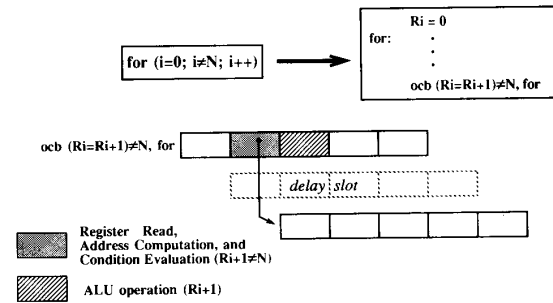 for (i=0; i≠N; i++)
Ri = 0
for:
ocb (Ri=Ri+1)≠N, for
ocb (Ri=Ri+1)≠N, for
delay slot
Register Read,
Address Computation, and
Condition Evaluation (Ri+1≠N)
ALU operation (Ri+1)